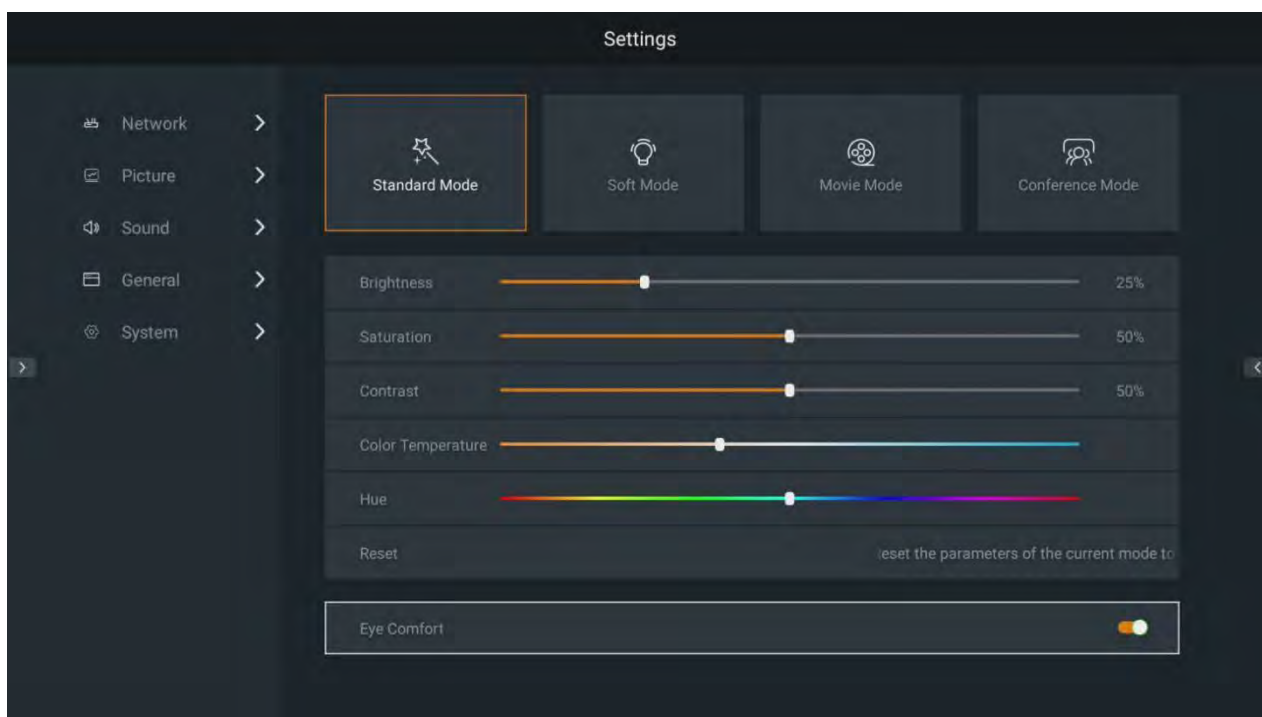 Settings
Network
Picture
Sound
General
System
Standard Mode
Soft Mode
Movie Mode
Conference Mode
Brightness 25%
Saturation 50%
Contrast 50%
Color Temperature
Hue
Reset eset the parameters of the current mode to
Eye Comfort